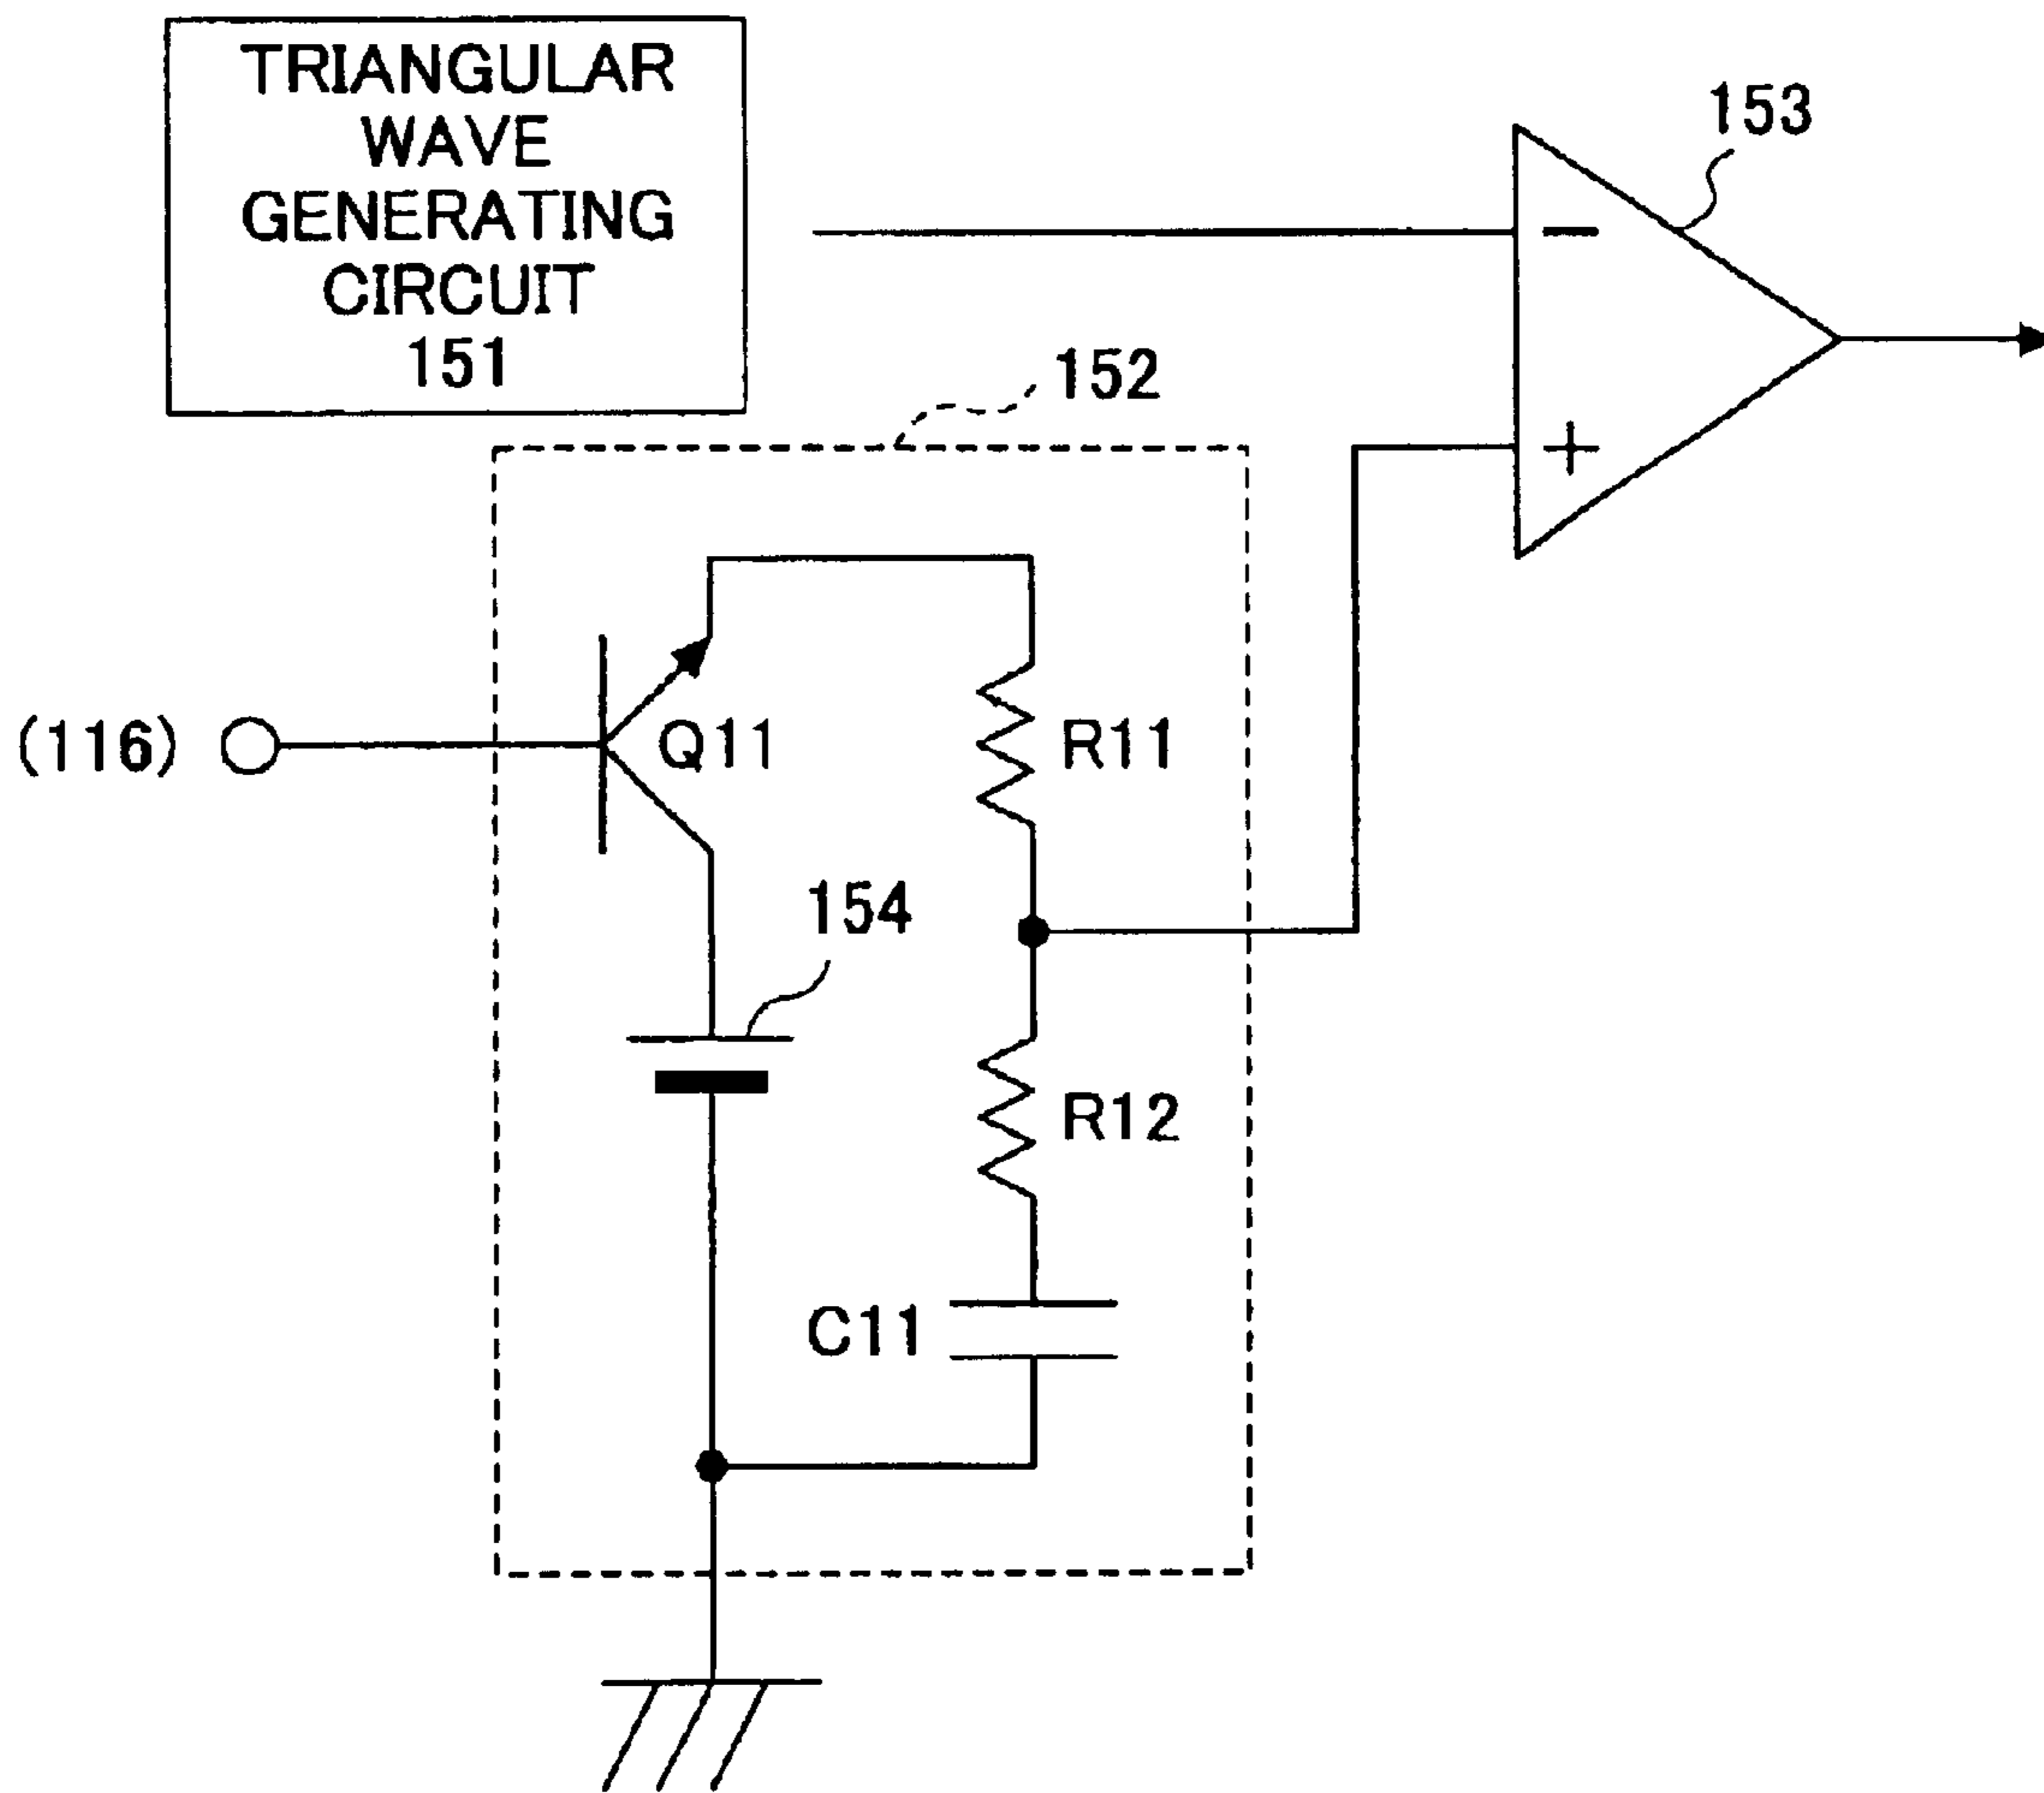 TRIANGULAR
WAVE
GENERATING
CIRCUIT
151
153
152
−
+
(116)
Q11
R11
154
R12
C11